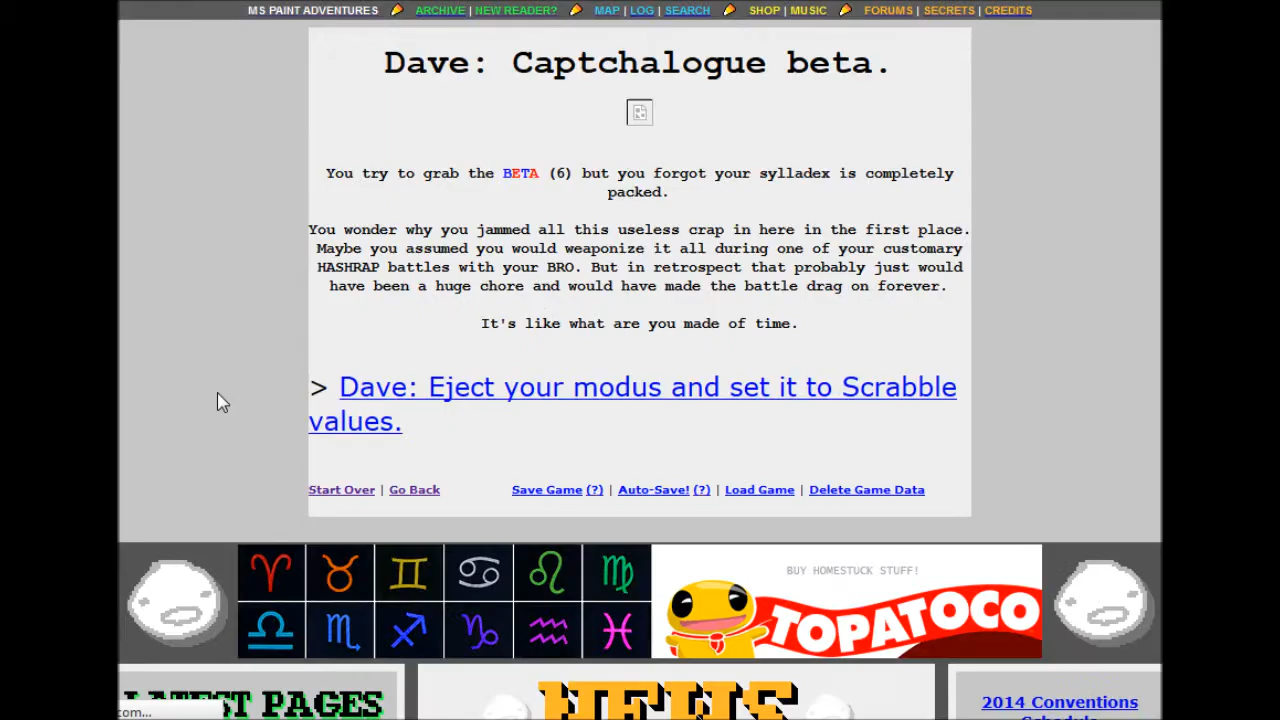 MS PAINT ADVENTURES ARCHIVE | NEW READER? MAP | LOG | SEARCH SHOP | MUSIC FORUMS | SECRETS | CREDITS
Dave: Captchalogue beta.
You try to grab the BETA (6) but you forgot your sylladex is completely
packed.
You wonder why you jammed all this useless crap in here in the first place.
Maybe you assumed you would weaponize it all during one of your customary
HASHRAP battles with your BRO. But in retrospect that probably just would
have been a huge chore and would have made the battle drag on forever.
It's like what are you made of time.
> Dave: Eject your modus and set it to Scrabble
values.
Start Over | Go Back Save Game (?) | Auto-Save! (?) | Load Game | Delete Game Data
BUY HOMESTUCK STUFF!
TOPATOCO
LATEST PAGES
NEWS
2014 Conventions
Schedule
com...